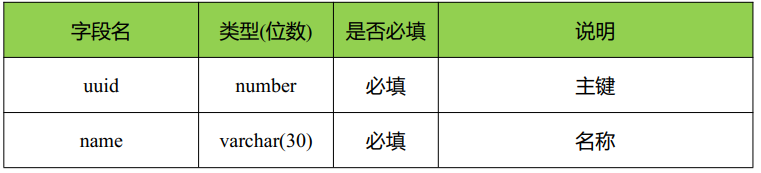 字段名 类型(位数) 是否必填 说明
uuid number 必填 主键
name varchar(30) 必填 名称